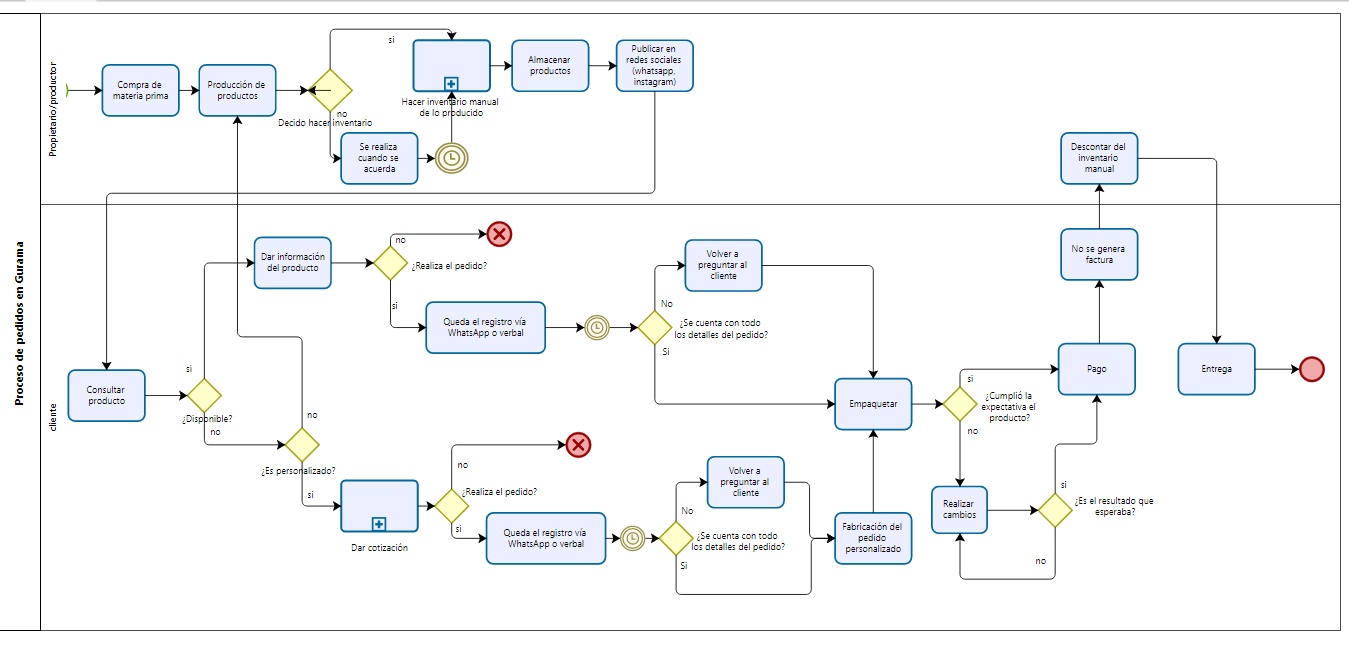 Proceso de pedidos en Gurama
Propietario/productor
Compra de
materia prima
Producción de
productos
si
no
Decido hacer inventario
Se realiza
cuando se
acuerda
Hacer inventario manual
de lo producido
Almacenar
productos
Publicar en
redes sociales
(whatsapp,
instagram)
Descontar del
inventario
manual
cliente
Consultar
producto
si
¿Disponible?
no
Dar información
del producto
no
¿Realiza el pedido?
si
Queda el registro vía
WhatsApp o verbal
Volver a
preguntar al
cliente
No
¿Se cuenta con todo
los detalles del pedido?
Si
no
¿Es personalizado?
si
Dar cotización
no
¿Realiza el pedido?
si
Queda el registro vía
WhatsApp o verbal
Volver a
preguntar al
cliente
No
¿Se cuenta con todo
los detalles del pedido?
Si
Fabricación del
pedido
personalizado
Empaquetar
si
¿Cumplió la
expectativa el
producto?
no
Realizar
cambios
si
¿Es el resultado que
esperaba?
no
Pago
No se genera
factura
Entrega